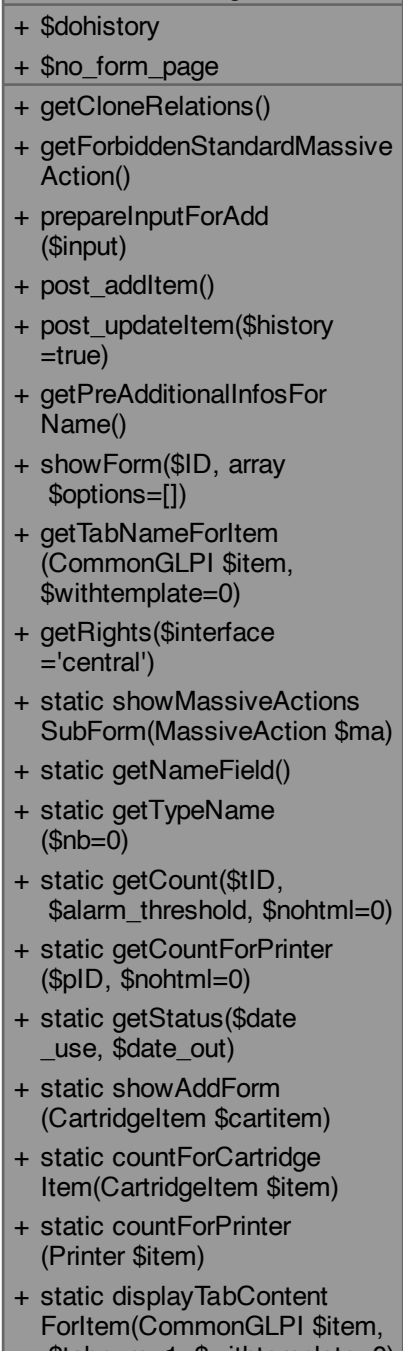 + $dohistory
+ $no_form_page
+ getCloneRelations()
+ getForbiddenStandardMassive
Action()
+ prepareInputForAdd
($input)
+ post_addItem()
+ post_updateItem($history
=true)
+ getPreAdditionalInfosFor
Name()
+ showForm($ID, array
$options=[])
+ getTabNameForItem
(CommonGLPI $item,
$withtemplate=0)
+ getRights($interface
='central')
+ static showMassiveActions
SubForm(MassiveAction $ma)
+ static getNameField()
+ static getTypeName
($nb=0)
+ static getCount($tID,
$alarm_threshold, $nohtml=0)
+ static getCountForPrinter
($pID, $nohtml=0)
+ static getStatus($date
_use, $date_out)
+ static showAddForm
(CartridgeItem $cartitem)
+ static countForCartridge
Item(CartridgeItem $item)
+ static countForPrinter
(Printer $item)
+ static displayTabContent
ForItem(CommonGLPI $item,